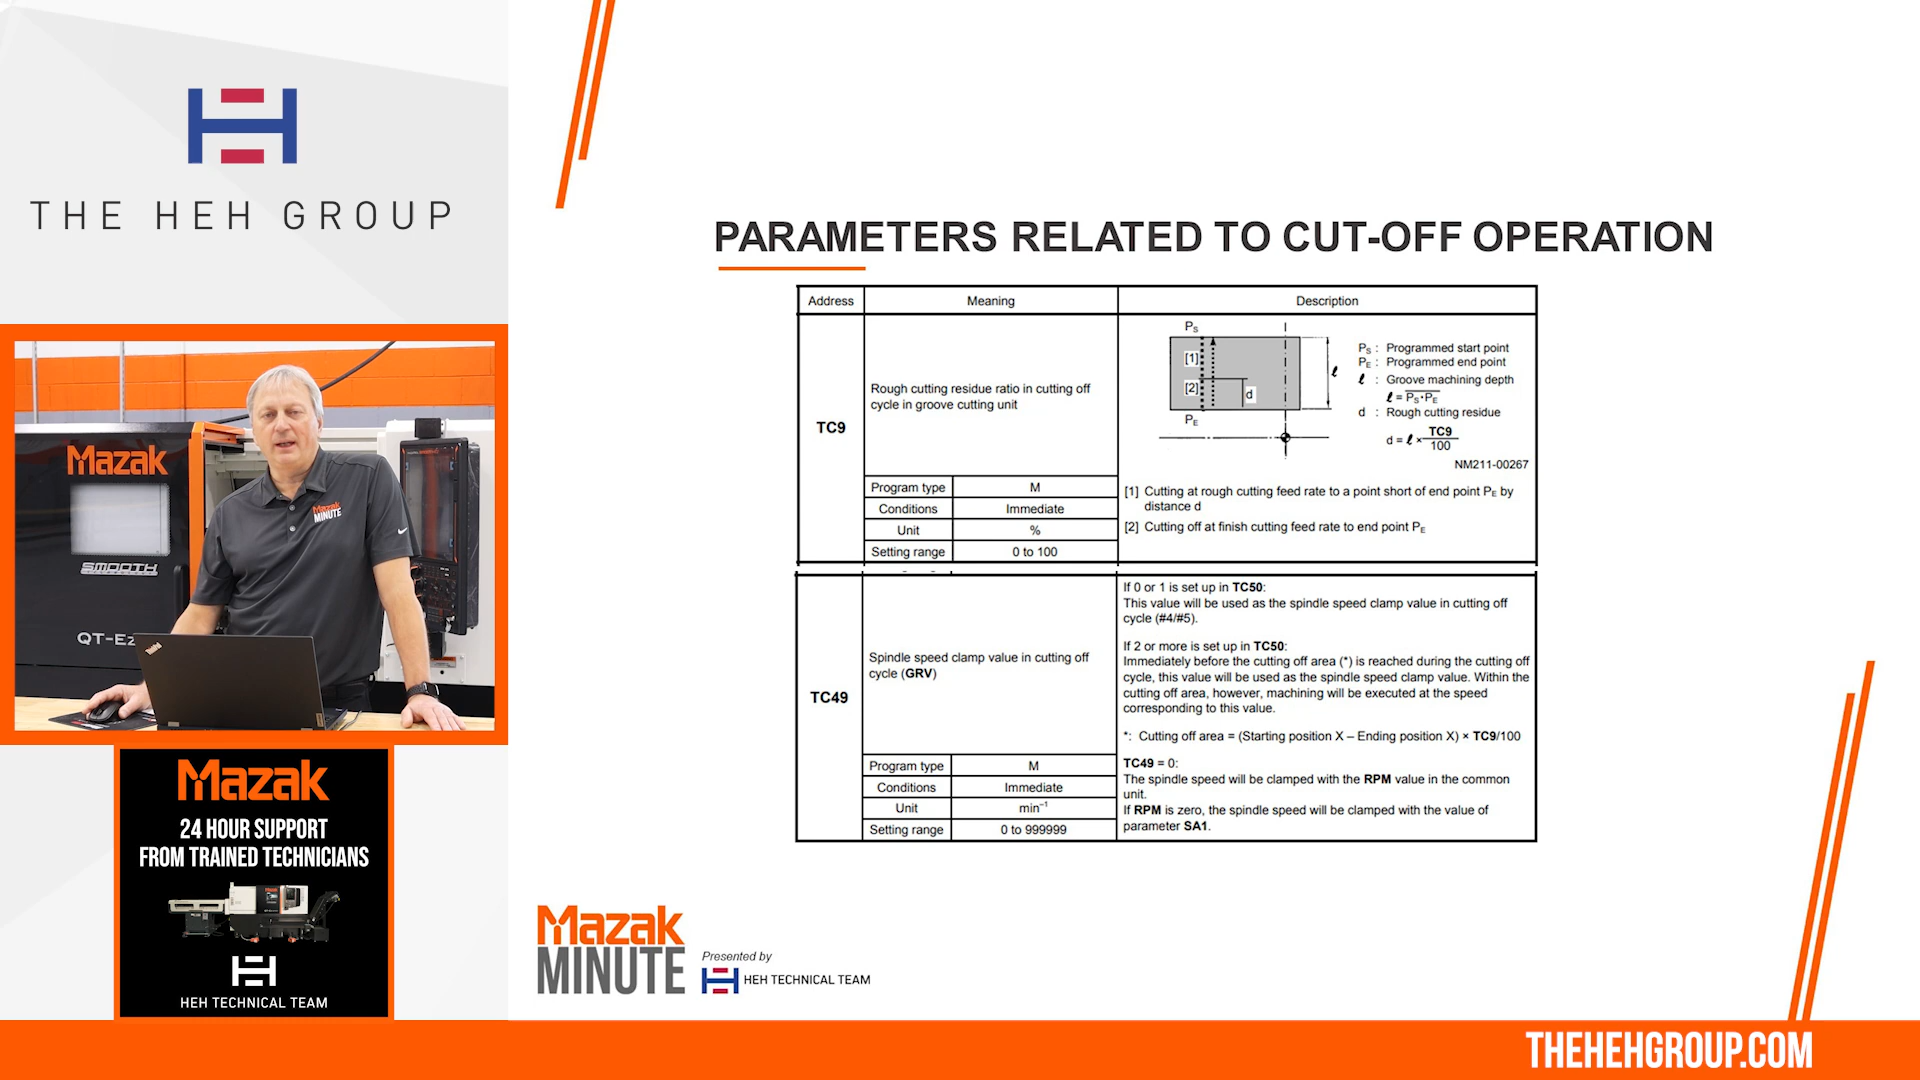 THE HEH GROUP
Mazak
SMOOTH
QT-Ez
Mazak
MINUTE
ThinkPad
Mazak
24 HOUR SUPPORT
FROM TRAINED TECHNICIANS
Mazak
HEH TECHNICAL TEAM
PARAMETERS RELATED TO CUT-OFF OPERATION
Address Meaning Description
TC9
Rough cutting residue ratio in cutting off
cycle in groove cutting unit
Program type M
Conditions Immediate
Unit %
Setting range 0 to 100
PS
[1]
[2]
d
PE
ℓ
PS : Programmed start point
PE : Programmed end point
ℓ : Groove machining depth
ℓ = PS•PE
d : Rough cutting residue
d = ℓ × TC9
100
NM211-00267
[1] Cutting at rough cutting feed rate to a point short of end point PE by
distance d
[2] Cutting off at finish cutting feed rate to end point PE
TC49
Spindle speed clamp value in cutting off
cycle (GRV)
Program type M
Conditions Immediate
Unit min⁻¹
Setting range 0 to 999999
If 0 or 1 is set up in TC50:
This value will be used as the spindle speed clamp value in cutting off
cycle (#4/#5).
If 2 or more is set up in TC50:
Immediately before the cutting off area (*) is reached during the cutting off
cycle, this value will be used as the spindle speed clamp value. Within the
cutting off area, however, machining will be executed at the speed
corresponding to this value.
*: Cutting off area = (Starting position X – Ending position X) × TC9/100
TC49 = 0:
The spindle speed will be clamped with the RPM value in the common
unit.
If RPM is zero, the spindle speed will be clamped with the value of
parameter SA1.
Mazak
MINUTE
Presented by
HEH TECHNICAL TEAM
THEHEHGROUP.COM